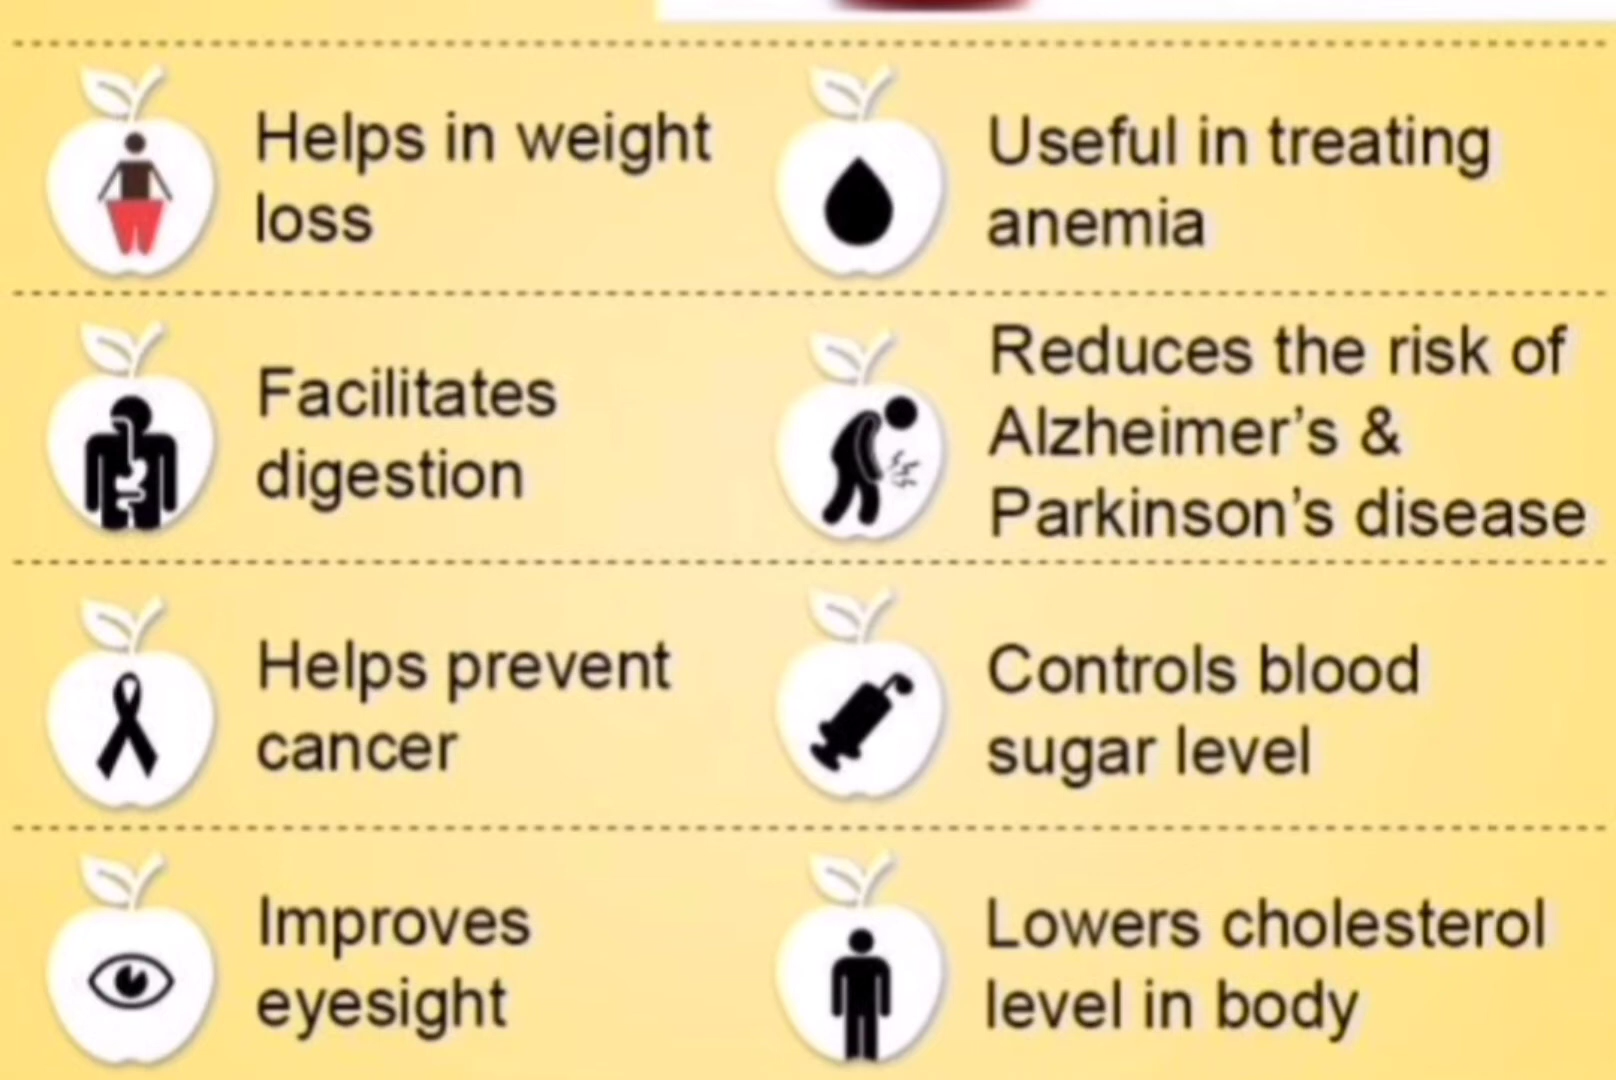 Helps in weight
loss
Useful in treating
anemia
Facilitates
digestion
Reduces the risk of
Alzheimer's &
Parkinson's disease
Helps prevent
cancer
Controls blood
sugar level
Improves
eyesight
Lowers cholesterol
level in body